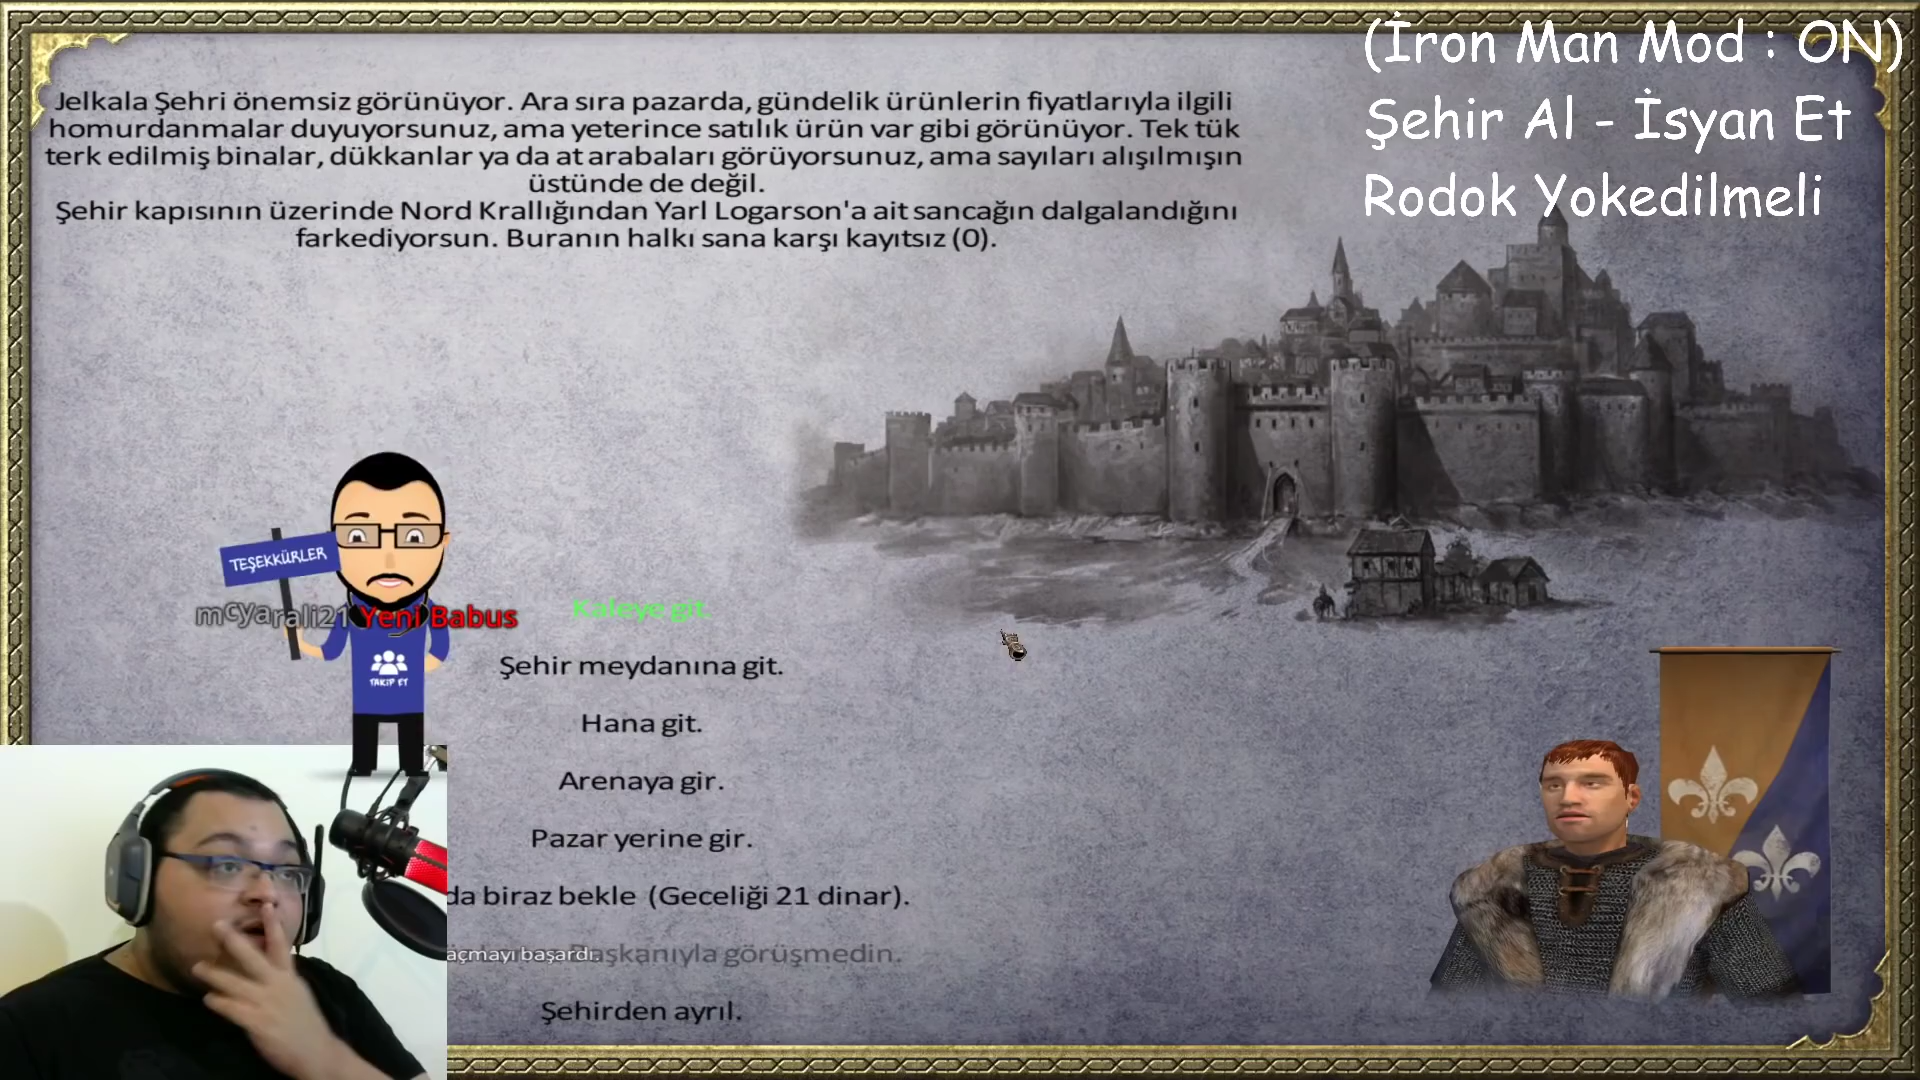 (İron Man Mod : ON)
Şehir Al - İsyan Et
Rodok Yokedilmeli
Jelkala Şehri önemsiz görünüyor. Ara sıra pazarda, gündelik ürünlerin fiyatlarıyla ilgili
homurdanmalar duyuyorsunuz, ama yeterince satılık ürün var gibi görünüyor. Tek tük
terk edilmiş binalar, dükkanlar ya da at arabaları görüyorsunuz, ama sayıları alışılmışın
üstünde de değil.
Şehir kapısının üzerinde Nord Krallığından Yarl Logarson'a ait sancağın dalgalandığını
farkediyorsun. Buranın halkı sana karşı kayıtsız (0).
TEŞEKKÜRLER
mcyarali21 Yeni Babus
TAKİP ET
Kaleye git.
Şehir meydanına git.
Hana git.
Arenaya gir.
Pazar yerine gir.
da biraz bekle (Geceliği 21 dinar).
açmayı başardı.
aşkanıyla görüşmedin.
Şehirden ayrıl.